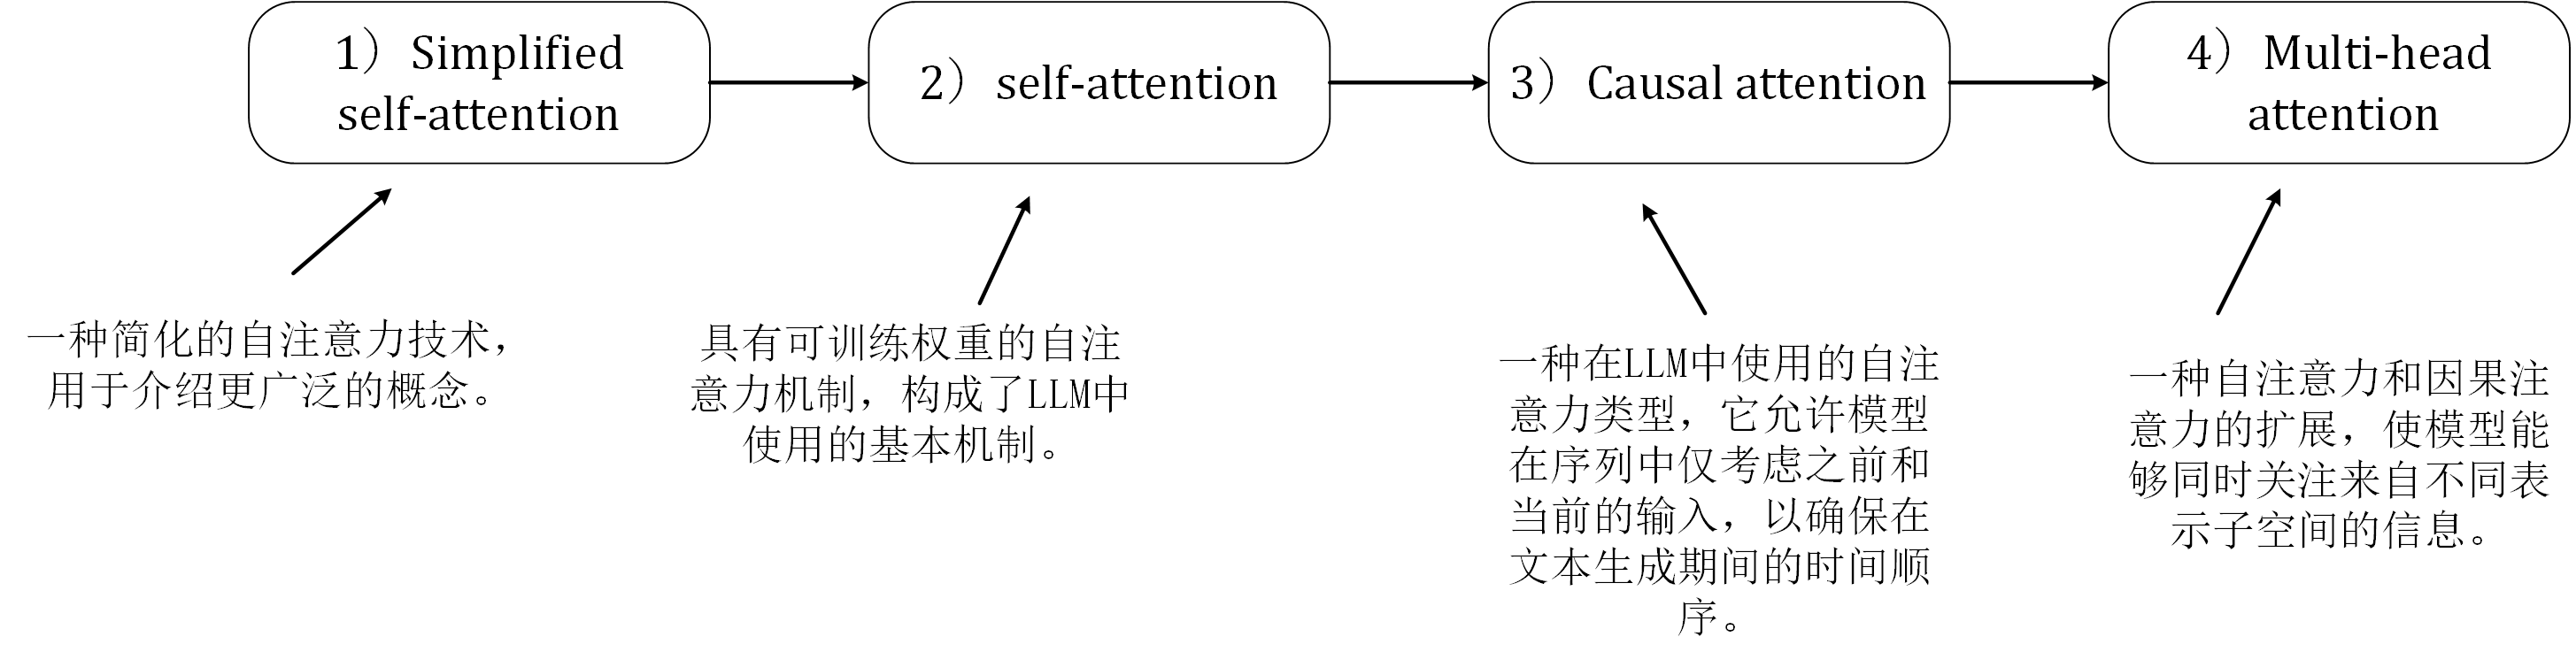 1）Simplified
self-attention
2）self-attention
3）Causal attention
4）Multi-head
attention
一种简化的自注意力技术，
用于介绍更广泛的概念。
具有可训练权重的自注
意力机制，构成了LLM中
使用的基本机制。
一种在LLM中使用的自注
意力类型，它允许模型
在序列中仅考虑之前和
当前的输入，以确保在
文本生成期间的时间顺
序。
一种自注意力和因果注
意力的扩展，使模型能
够同时关注来自不同表
示子空间的信息。